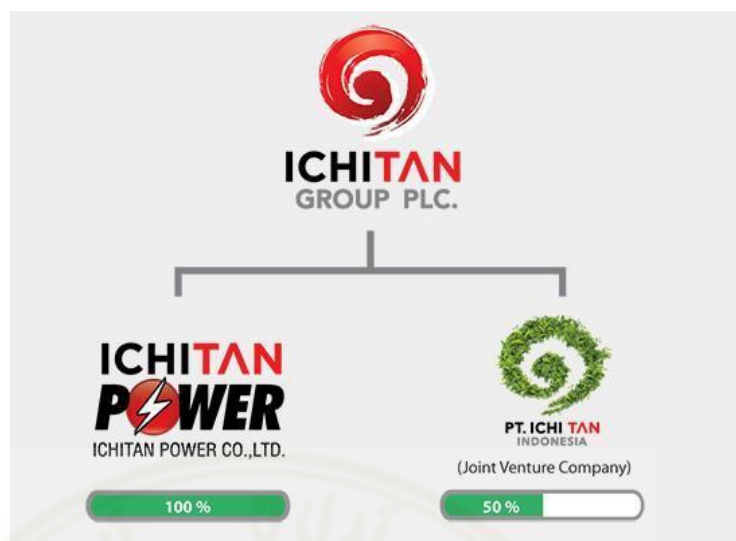 ICHITAN
GROUP PLC.
ICHITAN
POWER
ICHITAN POWER CO.,LTD.
100 %
PT. ICHI TAN
INDONESIA
(Joint Venture Company)
50 %